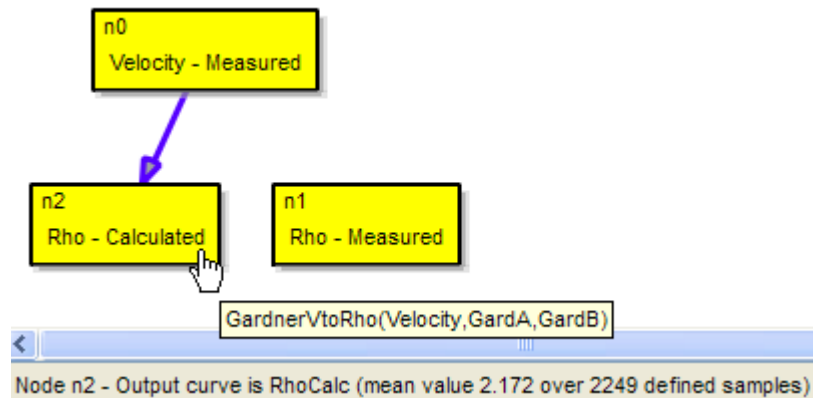 n0
Velocity - Measured
n2
Rho - Calculated
n1
Rho - Measured
GardnerVtoRho(Velocity,GardA,GardB)
Node n2 - Output curve is RhoCalc (mean value 2.172 over 2249 defined samples)